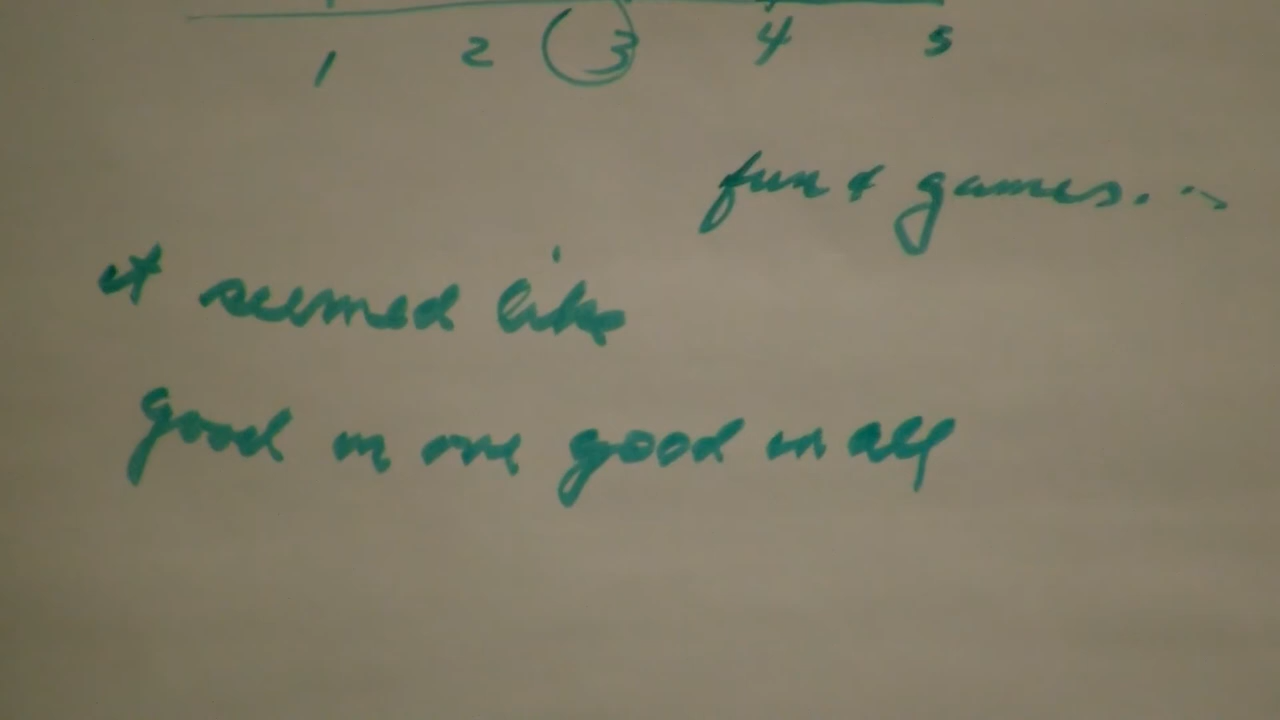 1 2 3 4 5
fun & games...
it seemed like
good in one good in all